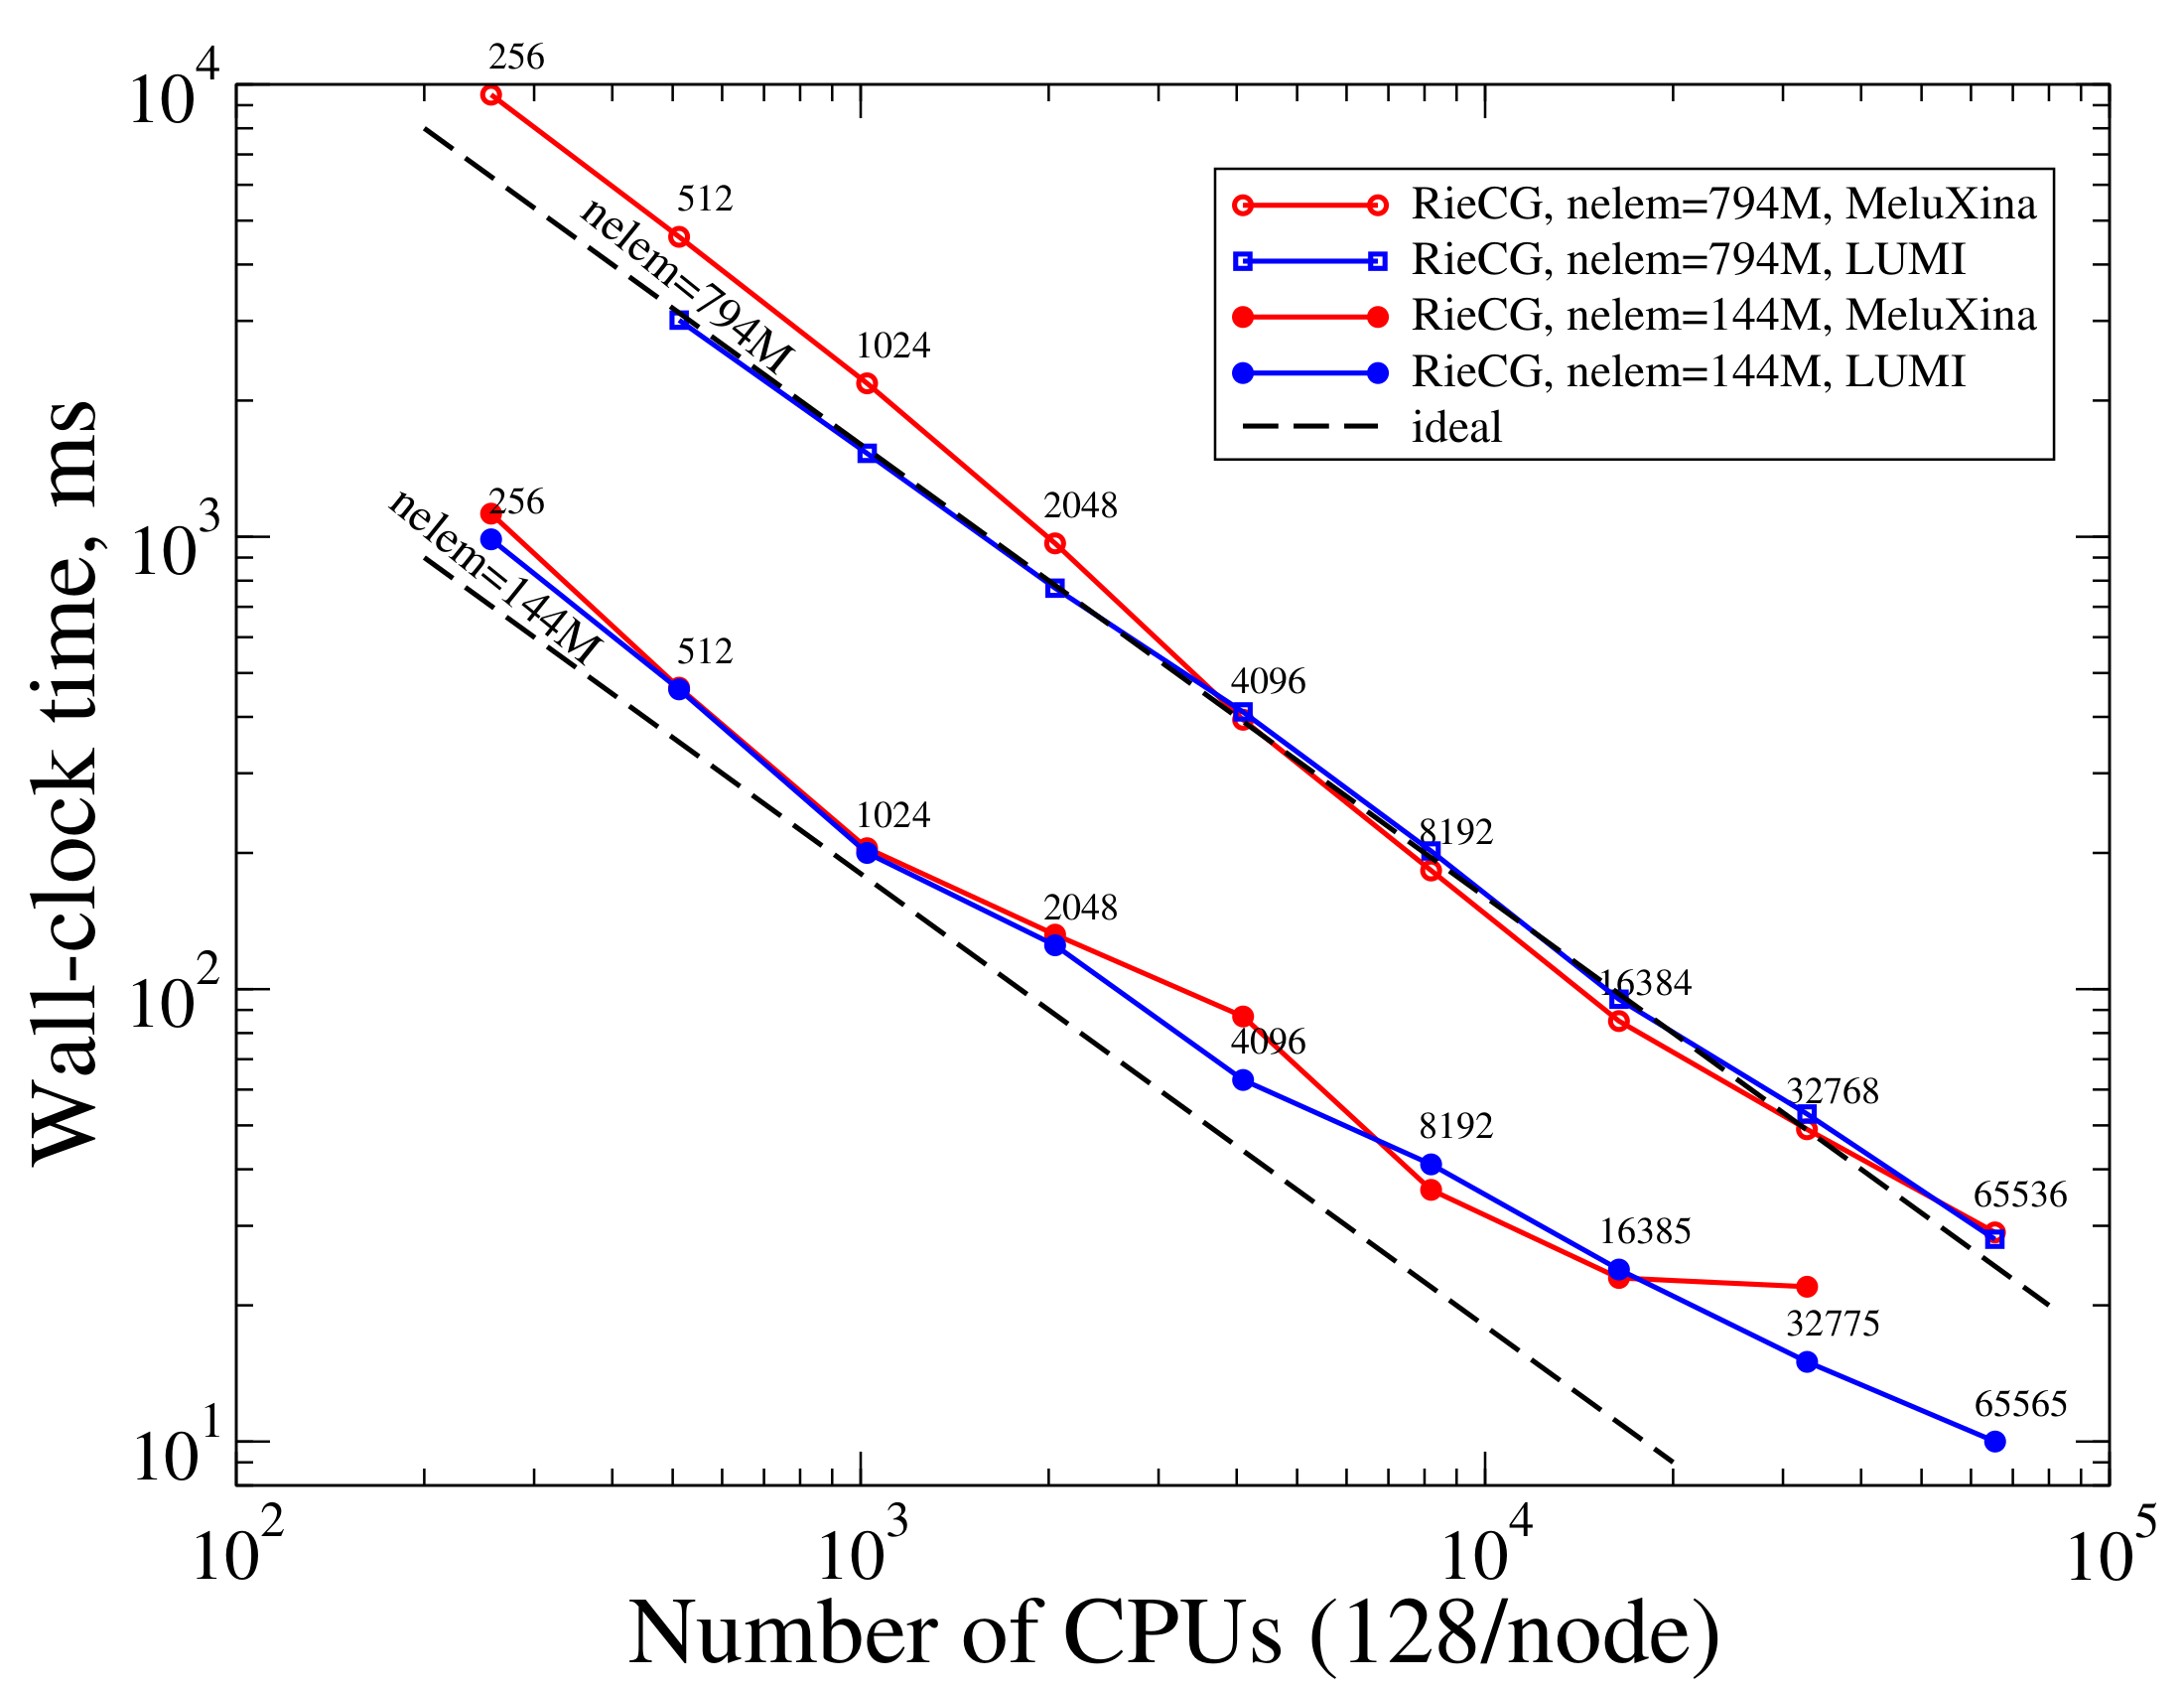 256
10^4
512
nelem=794M
1024
RieCG, nelem=794M, MeluXina
RieCG, nelem=794M, LUMI
RieCG, nelem=144M, MeluXina
RieCG, nelem=144M, LUMI
ideal
256
2048
10^3
nelem=144M
512
4096
1024
8192
2048
16384
10^2
4096
32768
8192
65536
16385
32775
65565
10^1
10^2
10^3
10^4
10^5
Wall-clock time, ms
Number of CPUs (128/node)